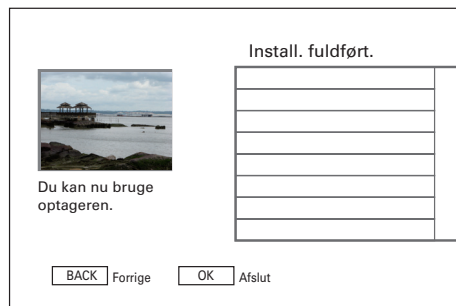 Install. fuldført.
Du kan nu bruge
optageren.
BACK Forrige OK Afslut